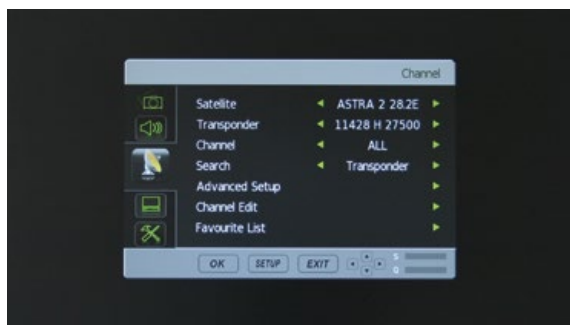 Channel
Satellite ASTRA 2 28.2E
Transponder 11428 H 27500
Channel ALL
Search Transponder
Advanced Setup
Channel Edit
Favourite List
OK SETUP EXIT S
Q